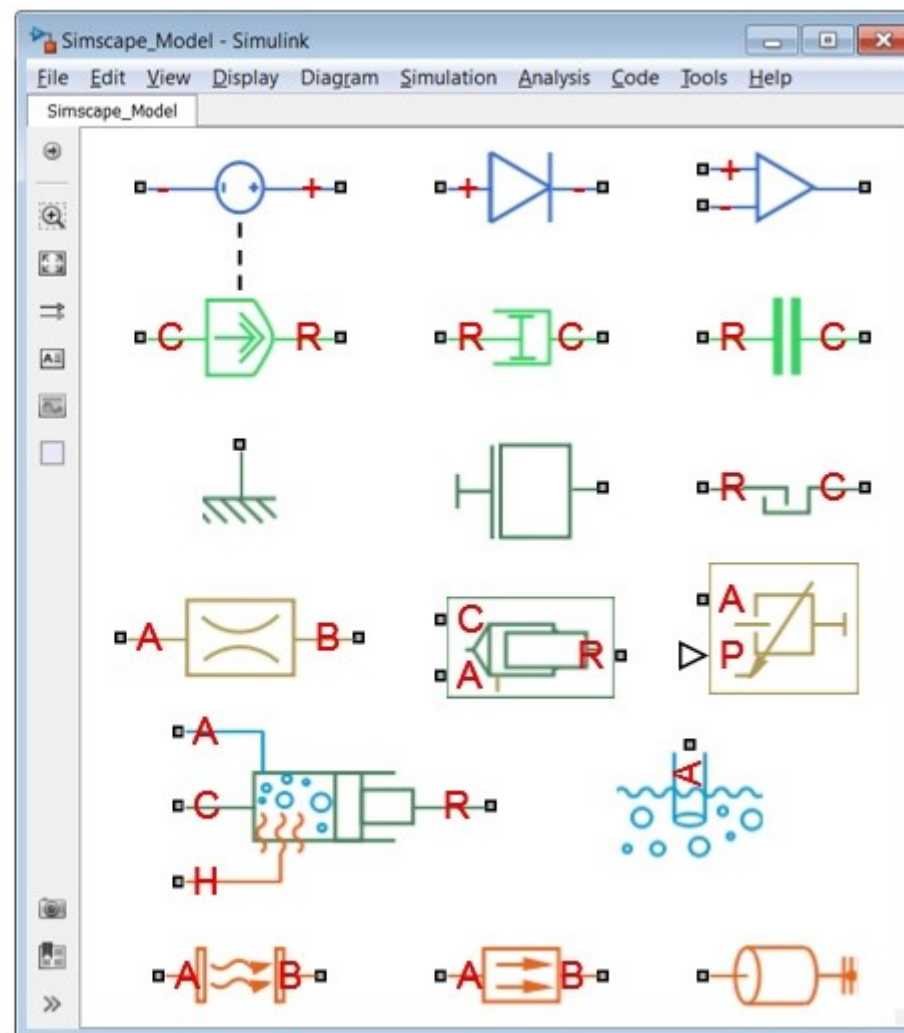 Simscape_Model - Simulink
File Edit View Display Diagram Simulation Analysis Code Tools Help
Simscape_Model
- - + +
+ -
+
-
C R
R C
R C
R C
A B
C
A R
A
P
A
C R
H
A
A B
A B